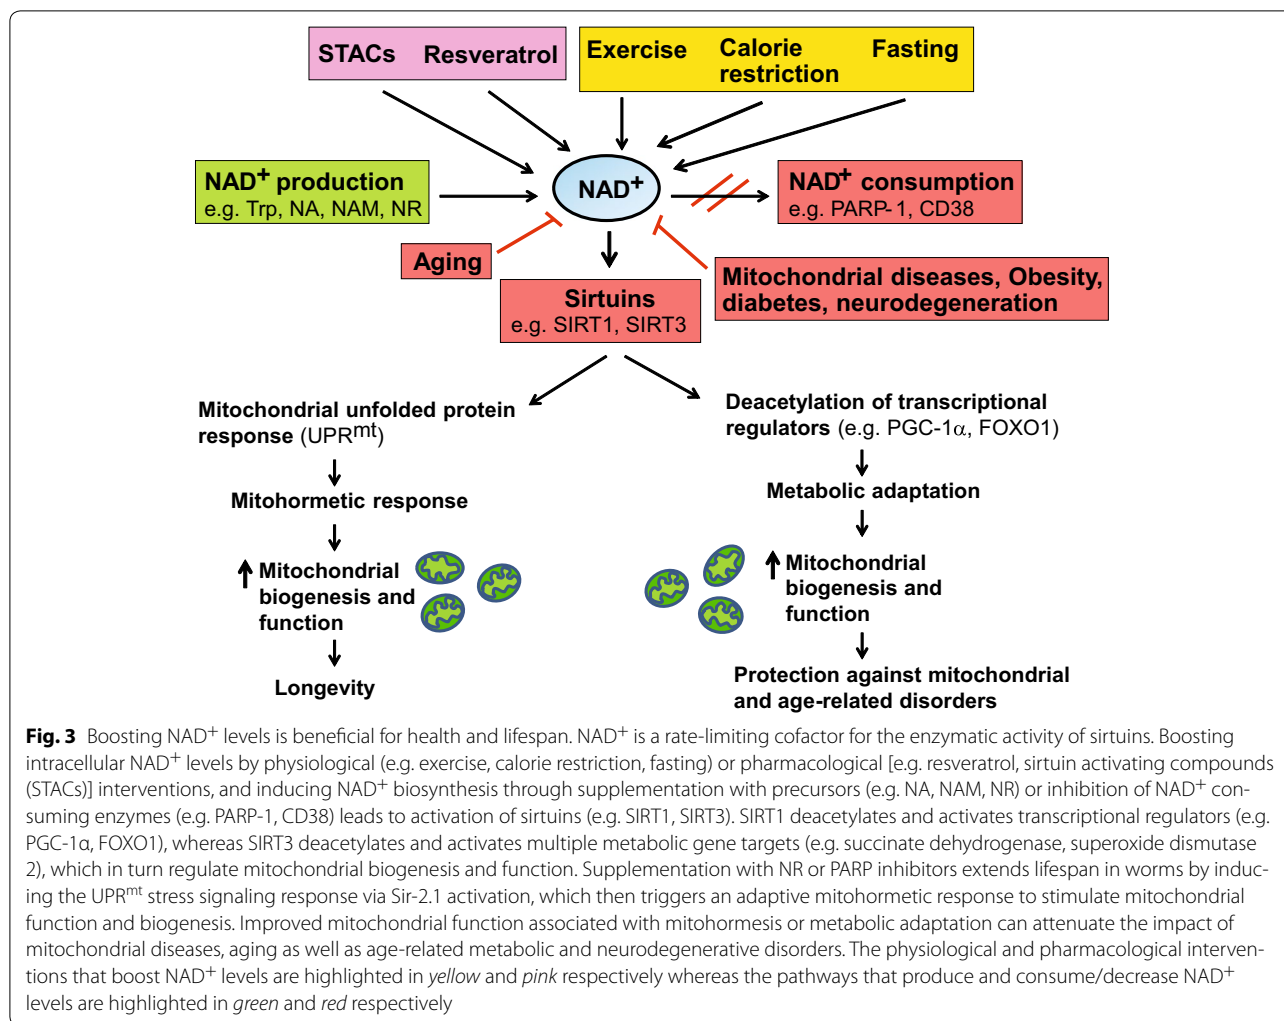 STACs Resveratrol
Exercise Calorie restriction Fasting
NAD+ production
e.g. Trp, NA, NAM, NR
NAD+
NAD+ consumption
e.g. PARP-1, CD38
Aging
Sirtuins
e.g. SIRT1, SIRT3
Mitochondrial diseases, Obesity,
diabetes, neurodegeneration
Mitochondrial unfolded protein
response (UPRmt)
Mitohormetic response
Mitochondrial
biogenesis and
function
Longevity
Deacetylation of transcriptional
regulators (e.g. PGC-1α, FOXO1)
Metabolic adaptation
Mitochondrial
biogenesis and
function
Protection against mitochondrial
and age-related disorders
Fig. 3 Boosting NAD+ levels is beneficial for health and lifespan. NAD+ is a rate-limiting cofactor for the enzymatic activity of sirtuins. Boosting
intracellular NAD+ levels by physiological (e.g. exercise, calorie restriction, fasting) or pharmacological [e.g. resveratrol, sirtuin activating compounds
(STACs)] interventions, and inducing NAD+ biosynthesis through supplementation with precursors (e.g. NA, NAM, NR) or inhibition of NAD+ con-
suming enzymes (e.g. PARP-1, CD38) leads to activation of sirtuins (e.g. SIRT1, SIRT3). SIRT1 deacetylates and activates transcriptional regulators (e.g.
PGC-1α, FOXO1), whereas SIRT3 deacetylates and activates multiple metabolic gene targets (e.g. succinate dehydrogenase, superoxide dismutase
2), which in turn regulate mitochondrial biogenesis and function. Supplementation with NR or PARP inhibitors extends lifespan in worms by induc-
ing the UPRmt stress signaling response via Sir-2.1 activation, which then triggers an adaptive mitohormetic response to stimulate mitochondrial
function and biogenesis. Improved mitochondrial function associated with mitohormesis or metabolic adaptation can attenuate the impact of
mitochondrial diseases, aging as well as age-related metabolic and neurodegenerative disorders. The physiological and pharmacological interven-
tions that boost NAD+ levels are highlighted in yellow and pink respectively whereas the pathways that produce and consume/decrease NAD+
levels are highlighted in green and red respectively